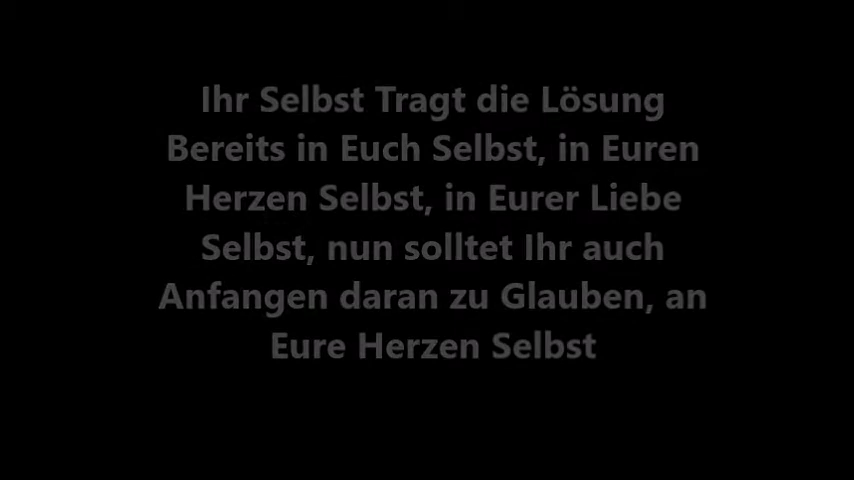 Ihr Selbst Tragt die Lösung
Bereits in Euch Selbst, in Euren
Herzen Selbst, in Eurer Liebe
Selbst, nun solltet Ihr auch
Anfangen daran zu Glauben, an
Eure Herzen Selbst